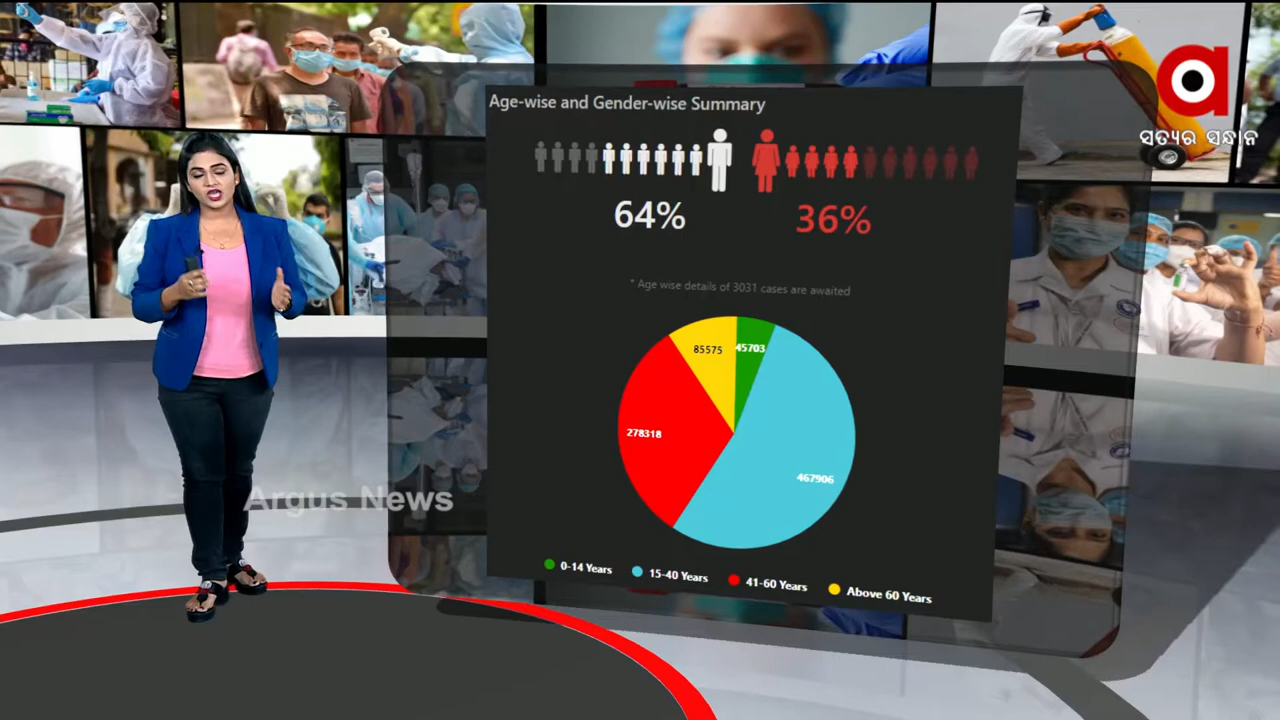 Age-wise and Gender-wise Summary
ସତ୍ୟର ସନ୍ଧାନ
64%
36%
* Age wise details of 3031 cases are awaited
85575
45703
278318
467906
Argus News
0-14 Years
15-40 Years
41-60 Years
Above 60 Years